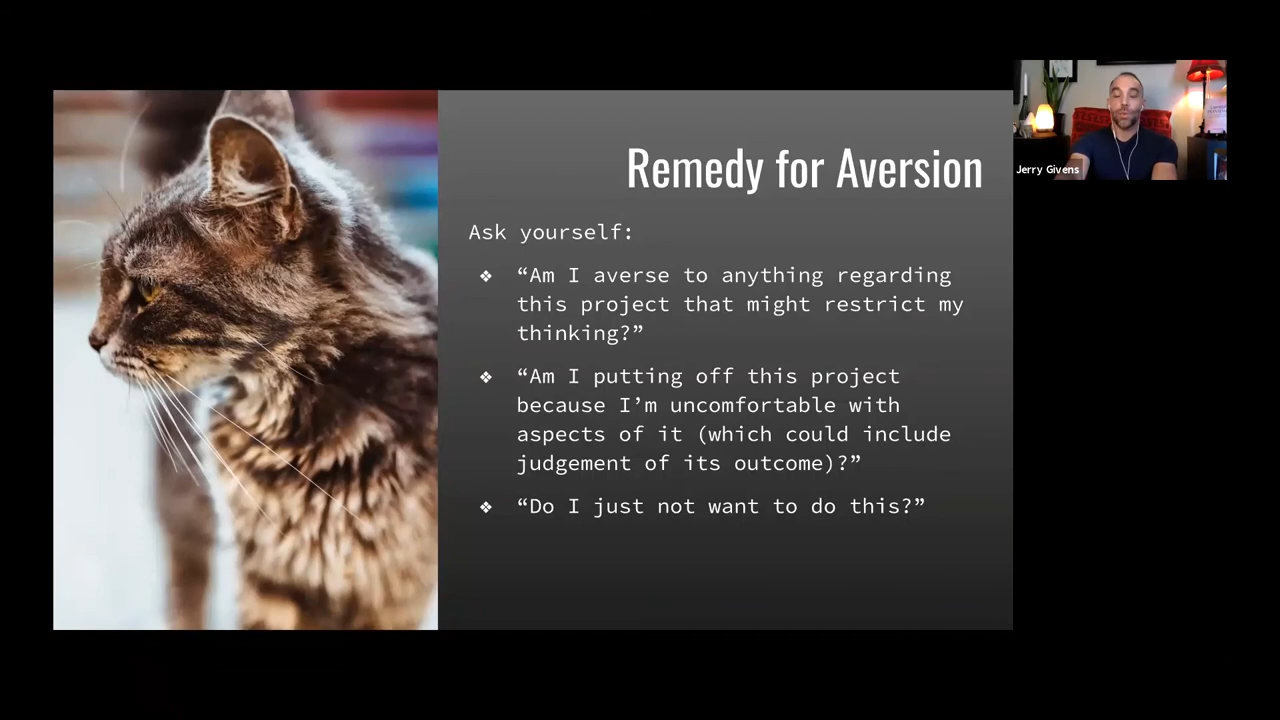 Remedy for Aversion
Jerry Givens
Ask yourself:
❖ “Am I averse to anything regarding
this project that might restrict my
thinking?”
❖ “Am I putting off this project
because I’m uncomfortable with
aspects of it (which could include
judgement of its outcome)?”
❖ “Do I just not want to do this?”